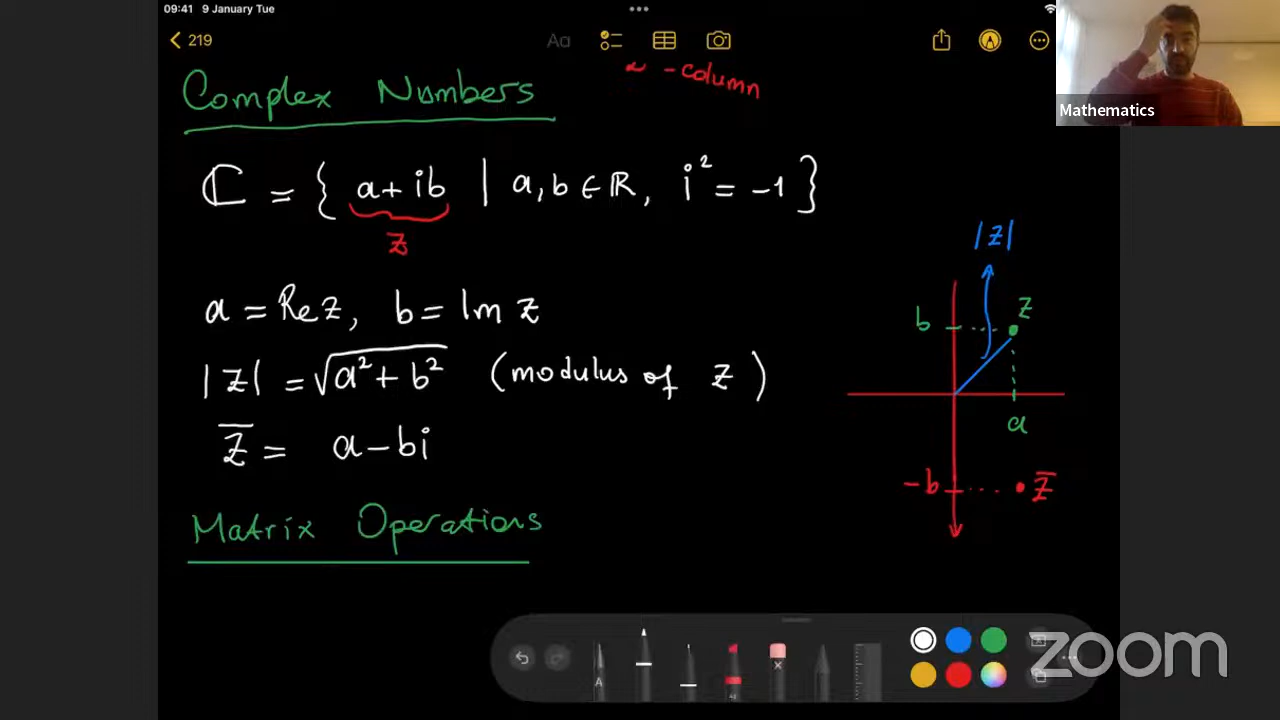 09:41 9 January Tue
219
Aa
-column
Complex Numbers
ℂ = { a+ib | a, b ∈ ℝ, i² = -1 }
z
a = Re z, b = Im z
|z| = √a² + b² (modulus of z)
z̅ = a - bi
|z|
b
z
a
-b
z̅
Matrix Operations
Mathematics
A
zoom